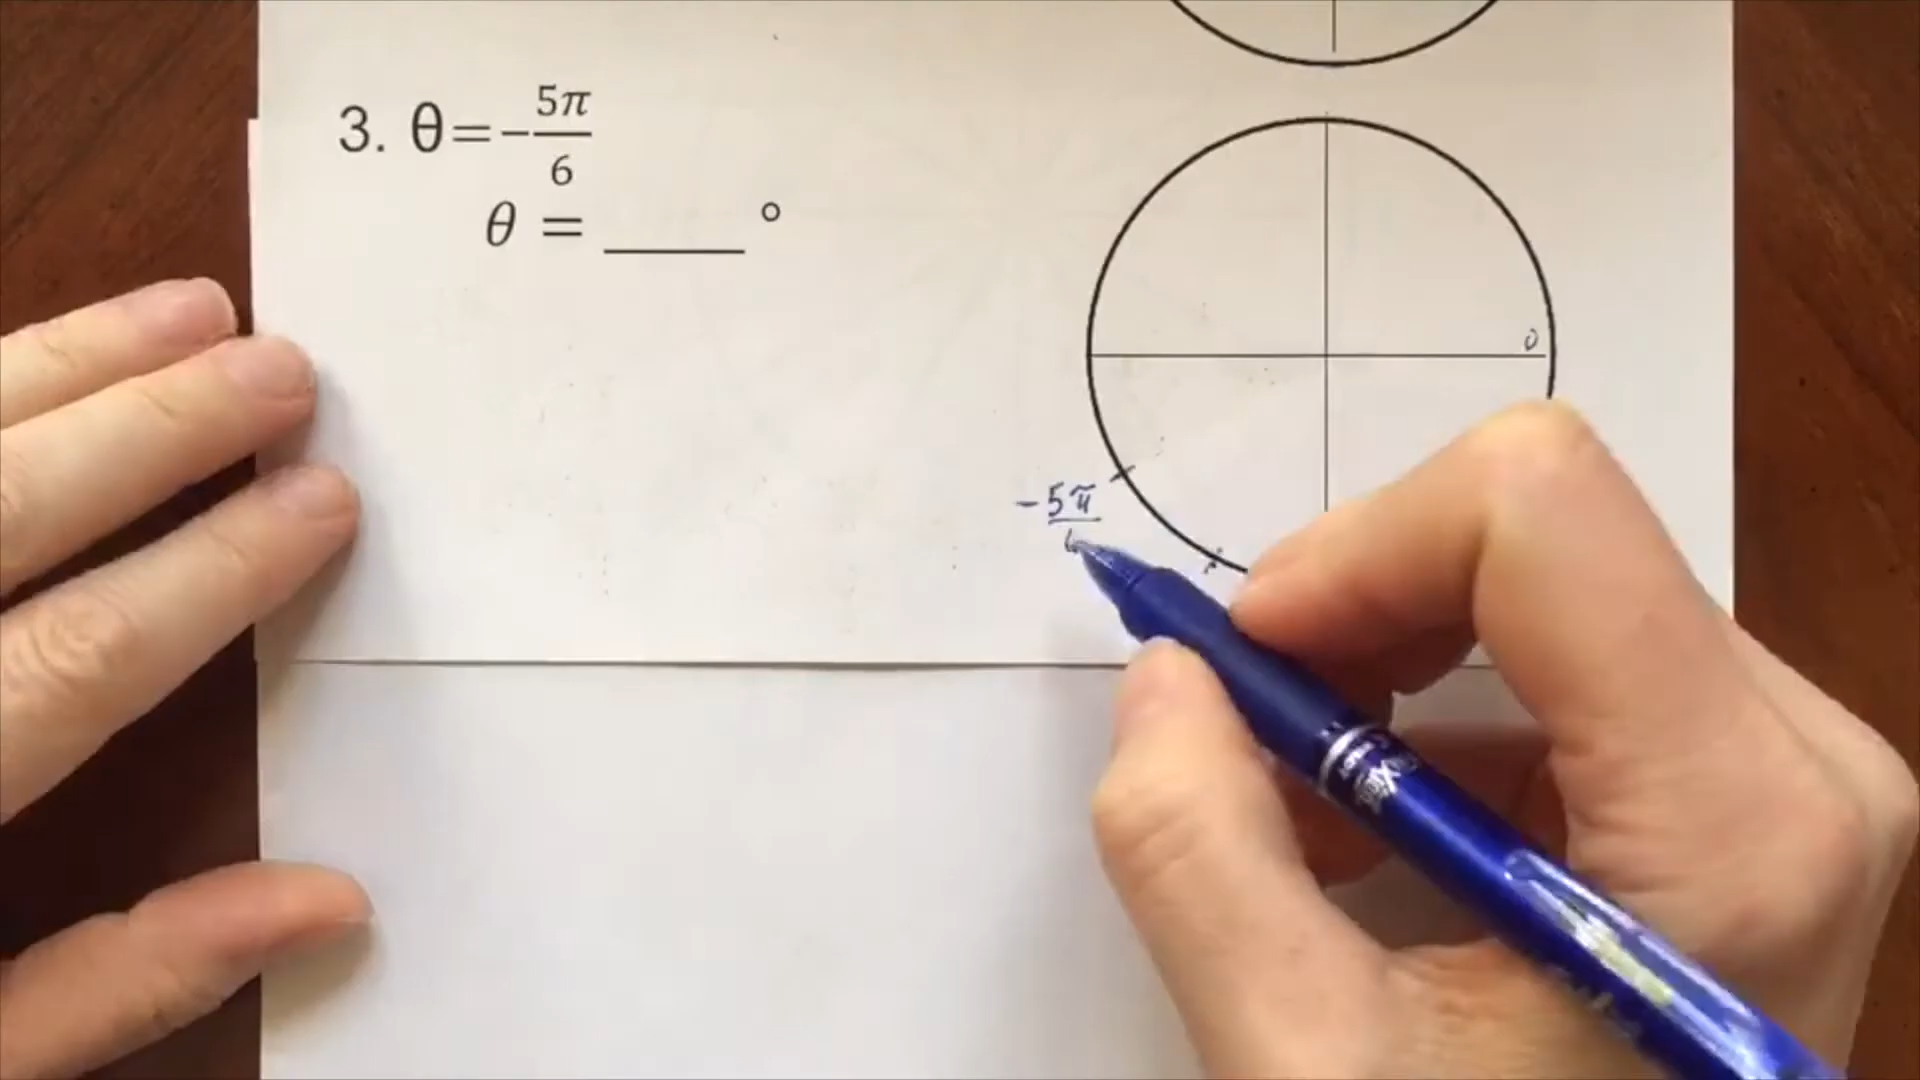 3. θ=-5π/6
θ = ____ °
0
-5π/6